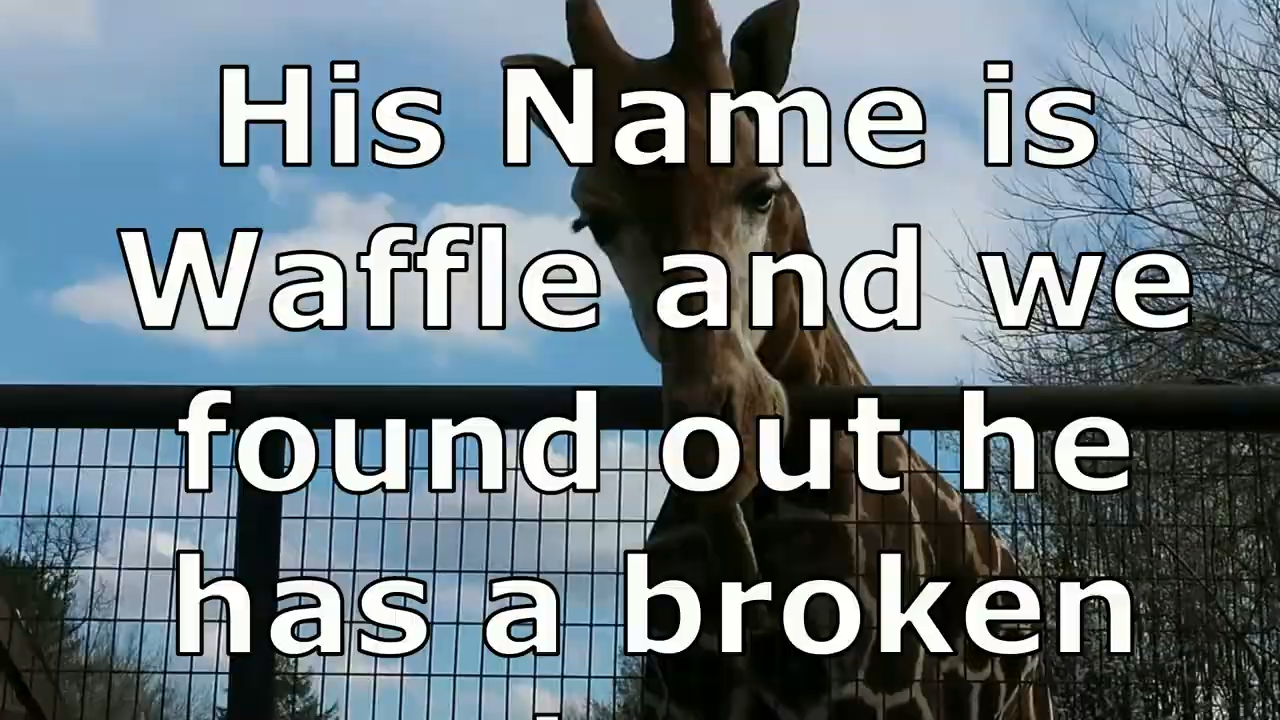 His Name is
Waffle and we
found out he
has a broken